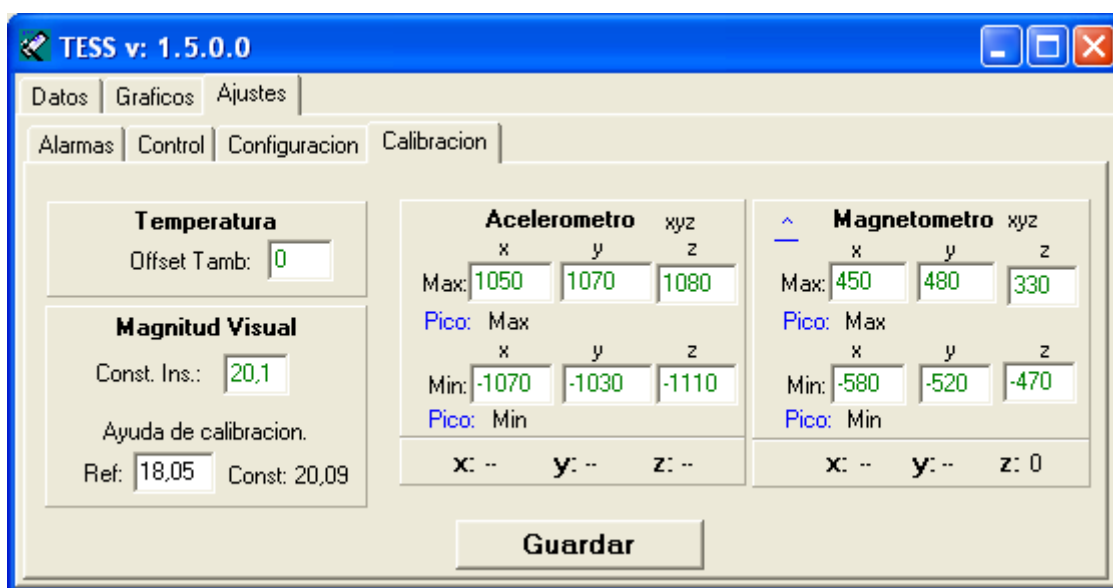 TESS v: 1.5.0.0
Datos Graficos Ajustes
Alarmas Control Configuracion Calibracion
Temperatura
Offset Tamb: 0
Magnitud Visual
Const. Ins.: 20,1
Ayuda de calibracion.
Ref: 18,05 Const: 20,09
Acelerometro xyz
x y z
Max: 1050 1070 1080
Pico: Max
x y z
Min: -1070 -1030 -1110
Pico: Min
x: -- y: -- z: --
^ Magnetometro xyz
x y z
Max: 450 480 330
Pico: Max
x y z
Min: -580 -520 -470
Pico: Min
x: -- y: -- z: 0
Guardar